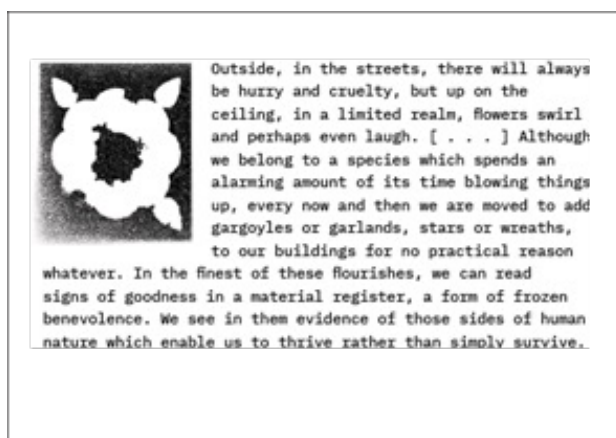 Outside, in the streets, there will always
be hurry and cruelty, but up on the
ceiling, in a limited realm, flowers swirl
and perhaps even laugh. [ . . . ] Although
we belong to a species which spends an
alarming amount of its time blowing things
up, every now and then we are moved to add
gargoyles or garlands, stars or wreaths,
to our buildings for no practical reason
whatever. In the finest of these flourishes, we can read
signs of goodness in a material register, a form of frozen
benevolence. We see in them evidence of those sides of human
nature which enable us to thrive rather than simply survive.